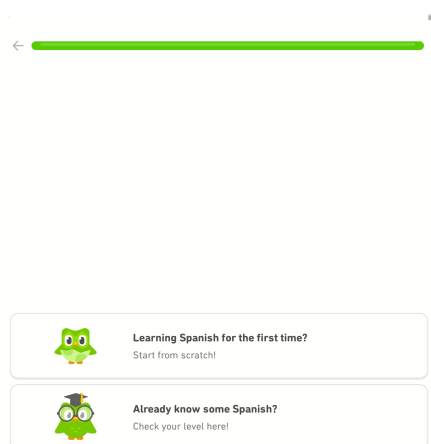 Learning Spanish for the first time?
Start from scratch!
Already know some Spanish?
Check your level here!